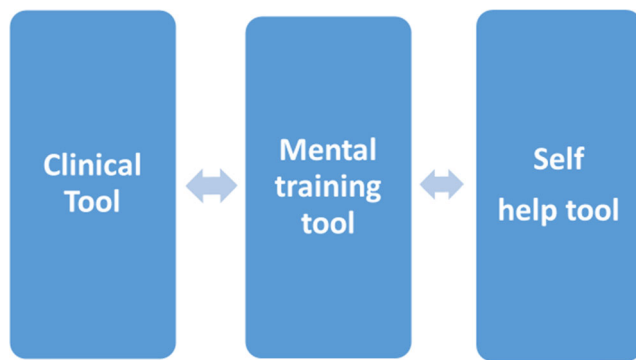 Clinical
Tool
Mental
training
tool
Self
help tool